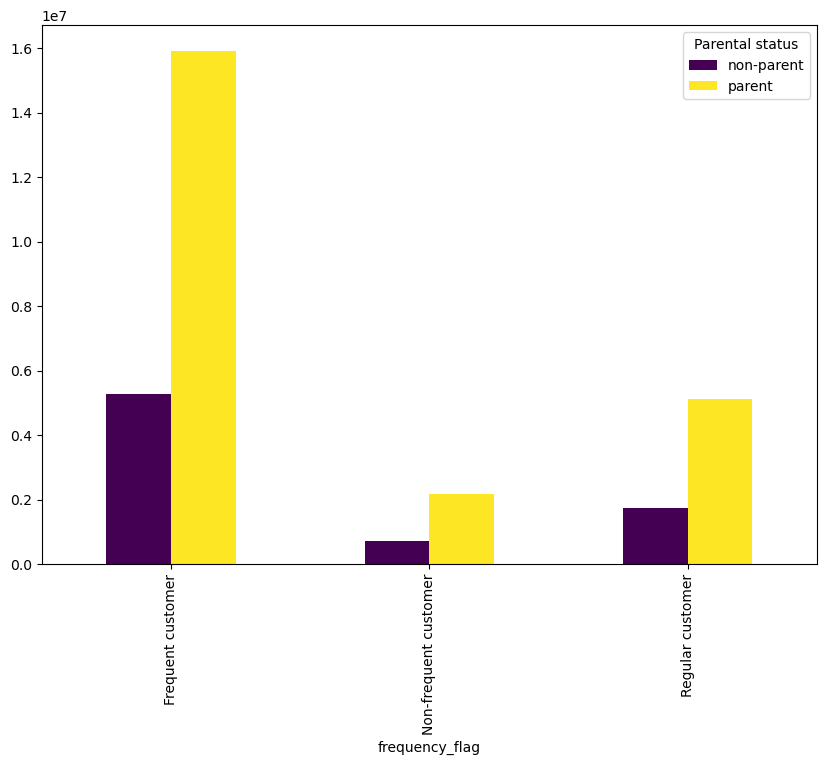 1e7
1.6
1.4
1.2
1.0
0.8
0.6
0.4
0.2
0.0
Parental status
non-parent
parent
Frequent customer
Non-frequent customer
Regular customer
frequency_flag